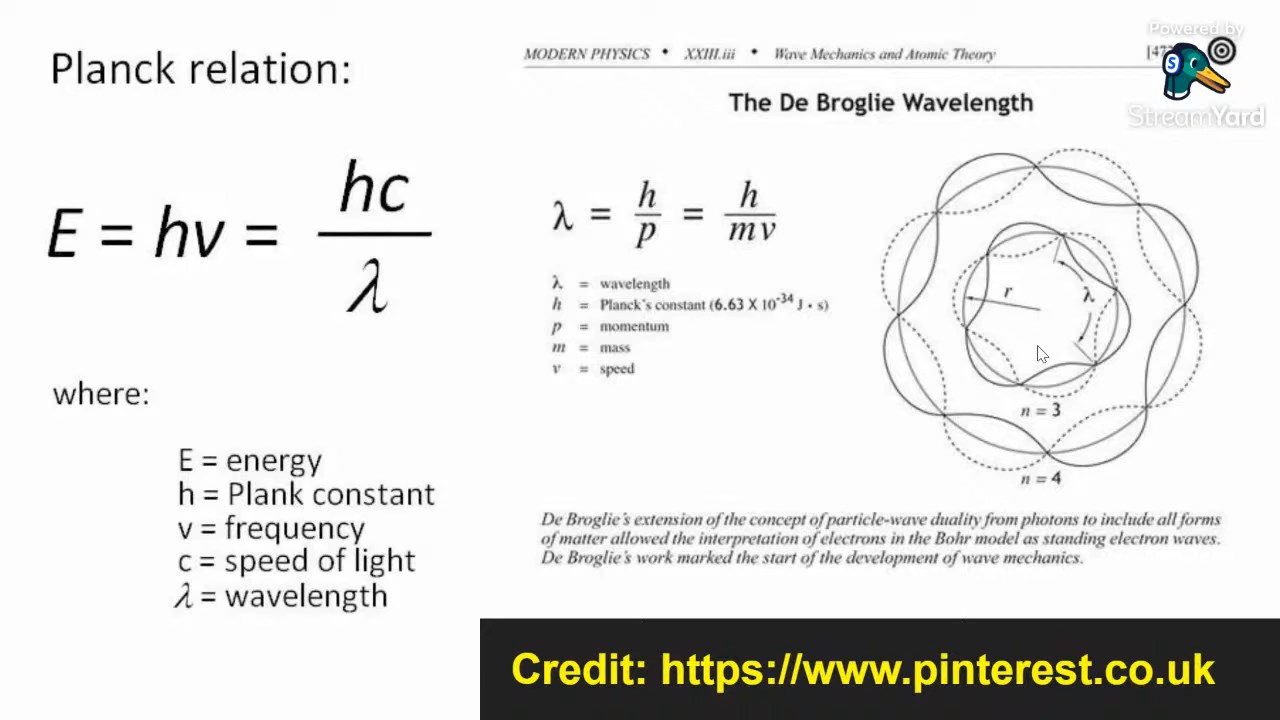 Planck relation:
E = hν = hc/λ
where:
E = energy
h = Plank constant
ν = frequency
c = speed of light
λ = wavelength
MODERN PHYSICS • XXIII.iii • Wave Mechanics and Atomic Theory
The De Broglie Wavelength
λ = h/p = h/mv
λ = wavelength
h = Planck's constant (6.63 X 10⁻³⁴ J • s)
p = momentum
m = mass
v = speed
r
λ
n = 3
n = 4
De Broglie's extension of the concept of particle-wave duality from photons to include all forms
of matter allowed the interpretation of electrons in the Bohr model as standing electron waves.
De Broglie's work marked the start of the development of wave mechanics.
Powered by
S
StreamYard
Credit: https://www.pinterest.co.uk